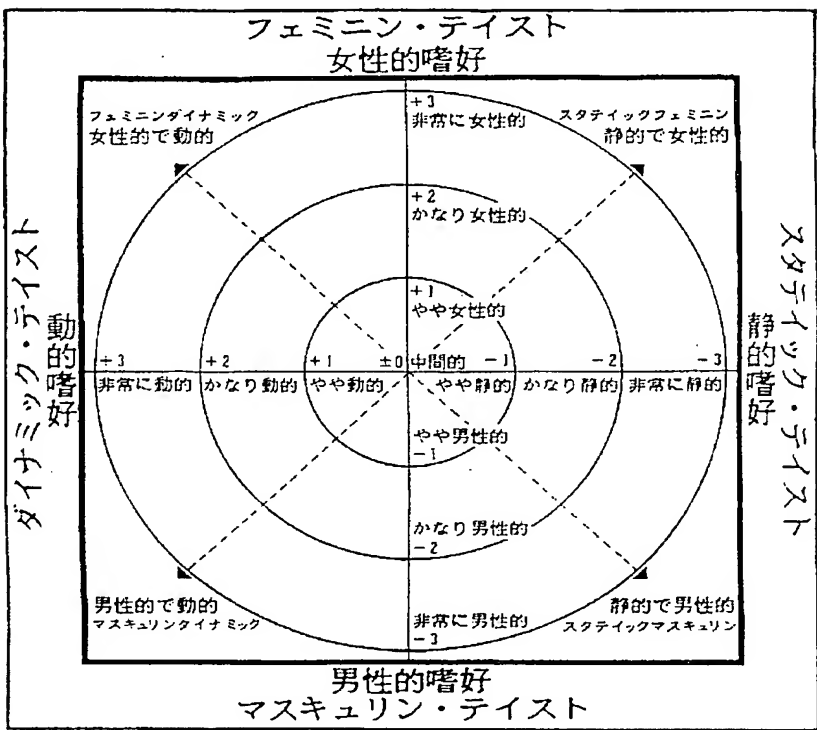 フェミニン・テイスト
女性的嗜好
フェミニンダイナミック
女性的で動的
+3
非常に女性的
スタテイックフェミニン
静的で女性的
+2
かなり女性的
+1
やや女性的
ダイナミック・テイスト
動的嗜好
+3
+2
+1
±0
中間的
-1
-2
-3
非常に動的
かなり動的
やや動的
やや静的
かなり静的
非常に静的
静的嗜好
スタテイック・テイスト
やや男性的
-1
かなり男性的
-2
男性的で動的
マスキュリンタイナミック
非常に男性的
-3
静的で男性的
スタテイックマスキュリン
男性的嗜好
マスキュリン・テイスト